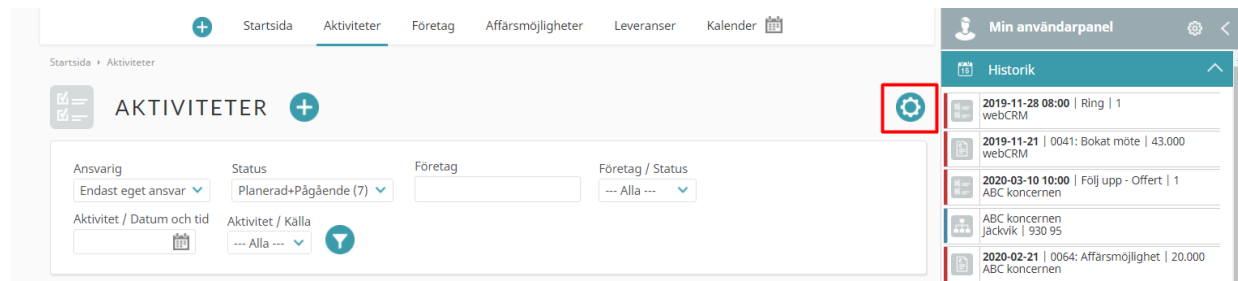 Startsida Aktiviteter Företag Affärsmöjligheter Leveranser Kalender
Startsida › Aktiviteter
AKTIVITETER
Ansvarig Status Företag Företag / Status
Endast eget ansvar Planerad+Pågående (7) --- Alla ---
Aktivitet / Datum och tid Aktivitet / Källa
--- Alla ---
Min användarpanel
15 Historik
2019-11-28 08:00 | Ring | 1
webCRM
2019-11-21 | 0041: Bokat möte | 43.000
webCRM
2020-03-10 10:00 | Följ upp - Offert | 1
ABC koncernen
ABC koncernen
Jäckvik | 930 95
2020-02-21 | 0064: Affärsmöjlighet | 20.000
ABC koncernen